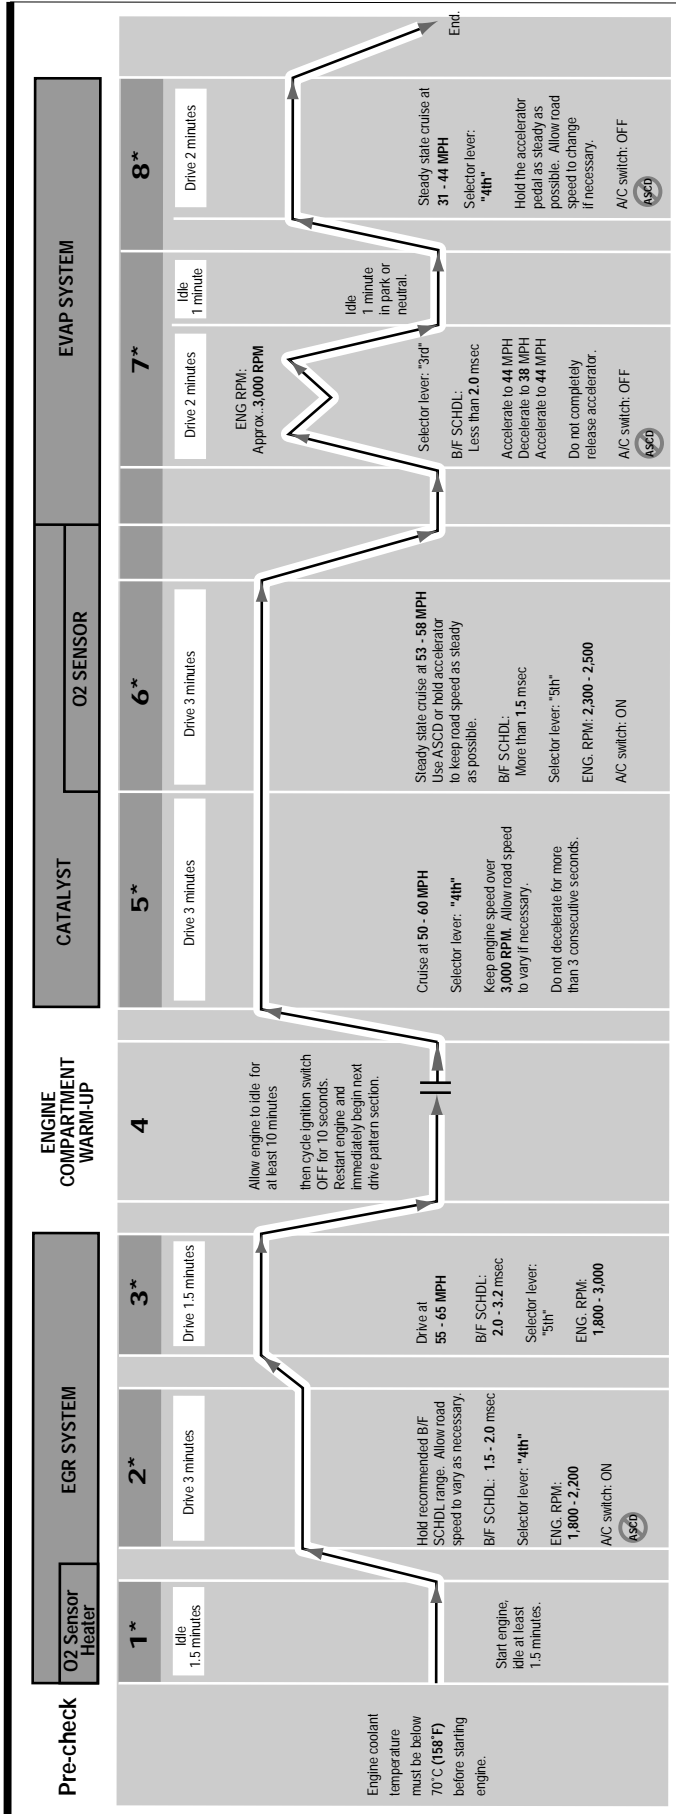 Pre-check
Engine coolant
temperature
must be below
70˚C (158˚F)
before starting
engine.
EGR SYSTEM
O2 Sensor
Heater
1*
Idle
1.5 minutes
Start engine,
idle at least
1.5 minutes.
2*
Drive 3 minutes
Hold recommended B/F
SCHDL range. Allow road
speed to vary as necessary.
B/F SCHDL: 1.5 - 2.0 msec
Selector lever: "4th"
ENG. RPM:
1,800 - 2,200
A/C switch: ON
ASCD
3*
Drive 1.5 minutes
Drive at
55 - 65 MPH
B/F SCHDL:
2.0 - 3.2 msec
Selector lever:
"5th"
ENG. RPM:
1,800 - 3,000
ENGINE
COMPARTMENT
WARM-UP
4
Allow engine to idle for
at least 10 minutes
then cycle ignition switch
OFF for 10 seconds.
Restart engine and
immediately begin next
drive pattern section.
CATALYST
5*
Drive 3 minutes
Cruise at 50 - 60 MPH
Selector lever: "4th"
Keep engine speed over
3,000 RPM. Allow road speed
to vary if necessary.
Do not decelerate for more
than 3 consecutive seconds.
O2 SENSOR
6*
Drive 3 minutes
Steady state cruise at 53 - 58 MPH
Use ASCD or hold accelerator
to keep road speed as steady
as possible.
B/F SCHDL:
More than 1.5 msec
Selector lever: "5th"
ENG. RPM: 2,300 - 2,500
A/C switch: ON
EVAP SYSTEM
7*
Drive 2 minutes
ENG RPM:
Approx..3,000 RPM
Selector lever: "3rd"
B/F SCHDL:
Less than 2.0 msec
Accelerate to 44 MPH
Decelerate to 38 MPH
Accelerate to 44 MPH
Do not completely
release accelerator.
A/C switch: OFF
ASCD
Idle
1 minute
Idle
1 minute
in park or
neutral.
8*
Drive 2 minutes
Steady state cruise at
31 - 44 MPH
Selector lever:
"4th"
Hold the accelerator
pedal as steady as
possible. Allow road
speed to change
if necessary.
A/C switch: OFF
ASCD
End.